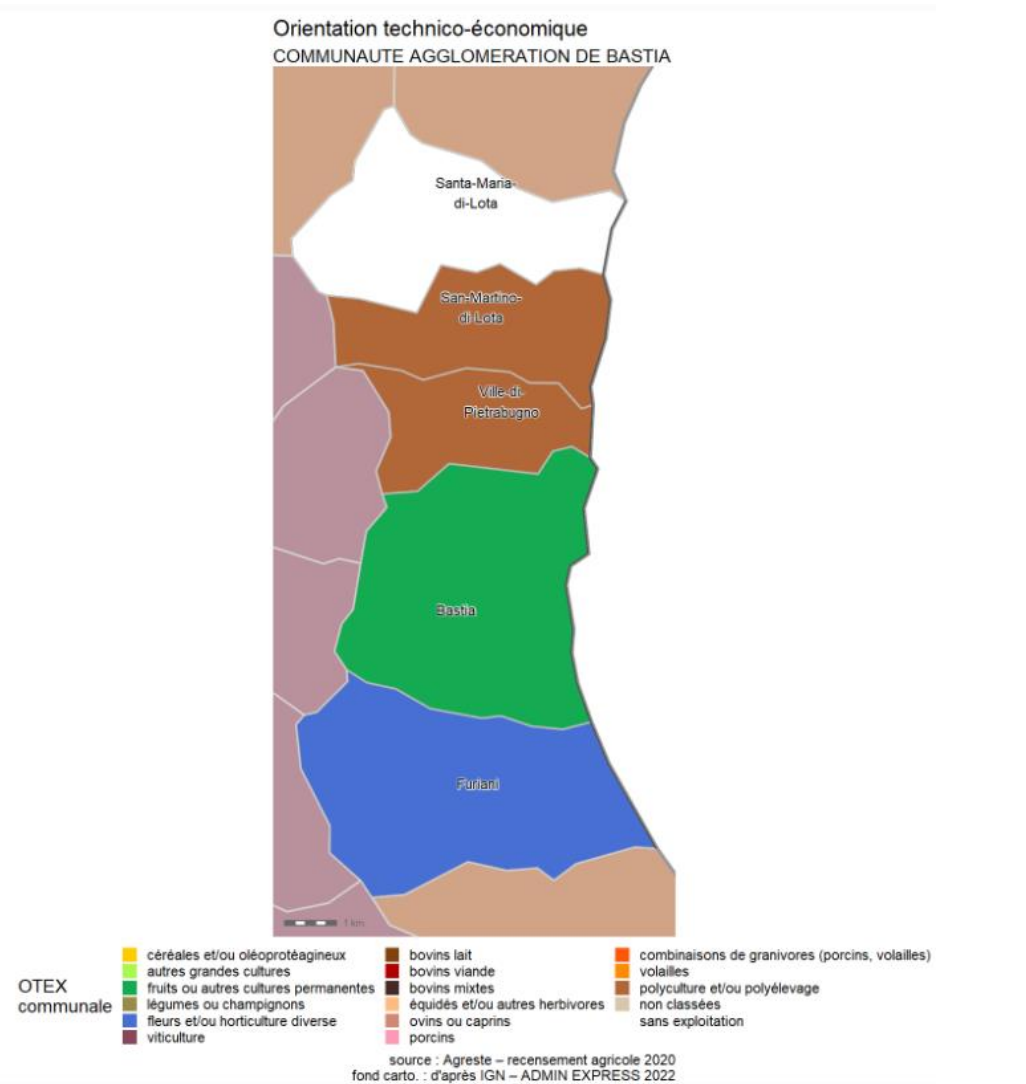 Orientation technico-économique
COMMUNAUTE AGGLOMERATION DE BASTIA
Santa-Maria-
di-Lota
San-Martino-
di-Lota
Ville-di-
Pietrabugno
Bastia
Furiani
1 km
OTEX
communale
céréales et/ou oléoprotéagineux
autres grandes cultures
fruits ou autres cultures permanentes
légumes ou champignons
fleurs et/ou horticulture diverse
viticulture
bovins lait
bovins viande
bovins mixtes
équidés et/ou autres herbivores
ovins ou caprins
porcins
combinaisons de granivores (porcins, volailles)
volailles
polyculture et/ou polyélevage
non classées
sans exploitation
source : Agreste – recensement agricole 2020
fond carto. : d'après IGN – ADMIN EXPRESS 2022